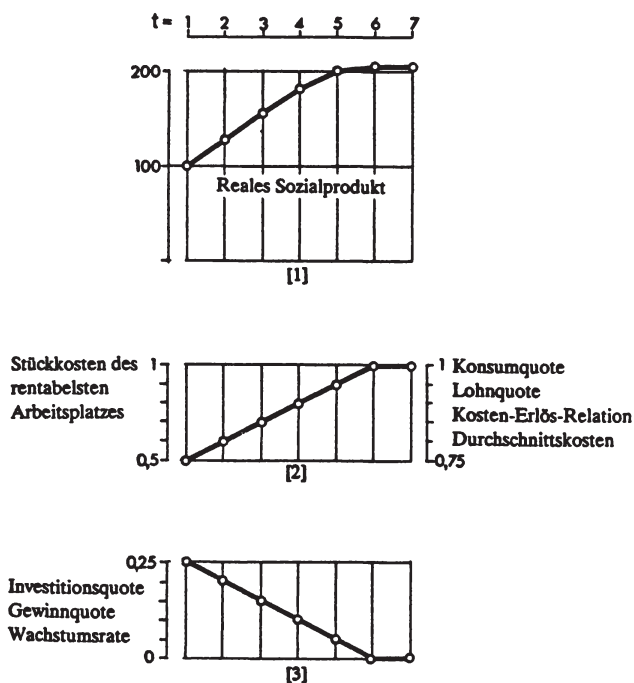 t = 1 2 3 4 5 6 7
200
100
Reales Sozialprodukt
[1]
Stückkosten des
rentabelsten
Arbeitsplatzes
1
0,5
1
0,75
Konsumquote
Lohnquote
Kosten-Erlös-Relation
Durchschnittskosten
[2]
0,25
0
Investitionsquote
Gewinnquote
Wachstumsrate
[3]